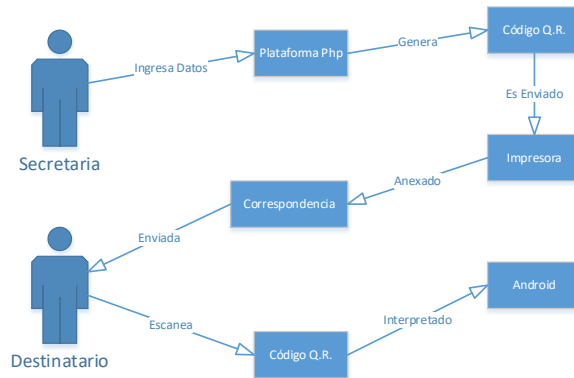 Ingresa Datos
Plataforma Php
Genera
Código Q.R.
Es Enviado
Secretaria
Impresora
Anexado
Correspondencia
Enviada
Android
Interpretado
Escanea
Código Q.R.
Destinatario